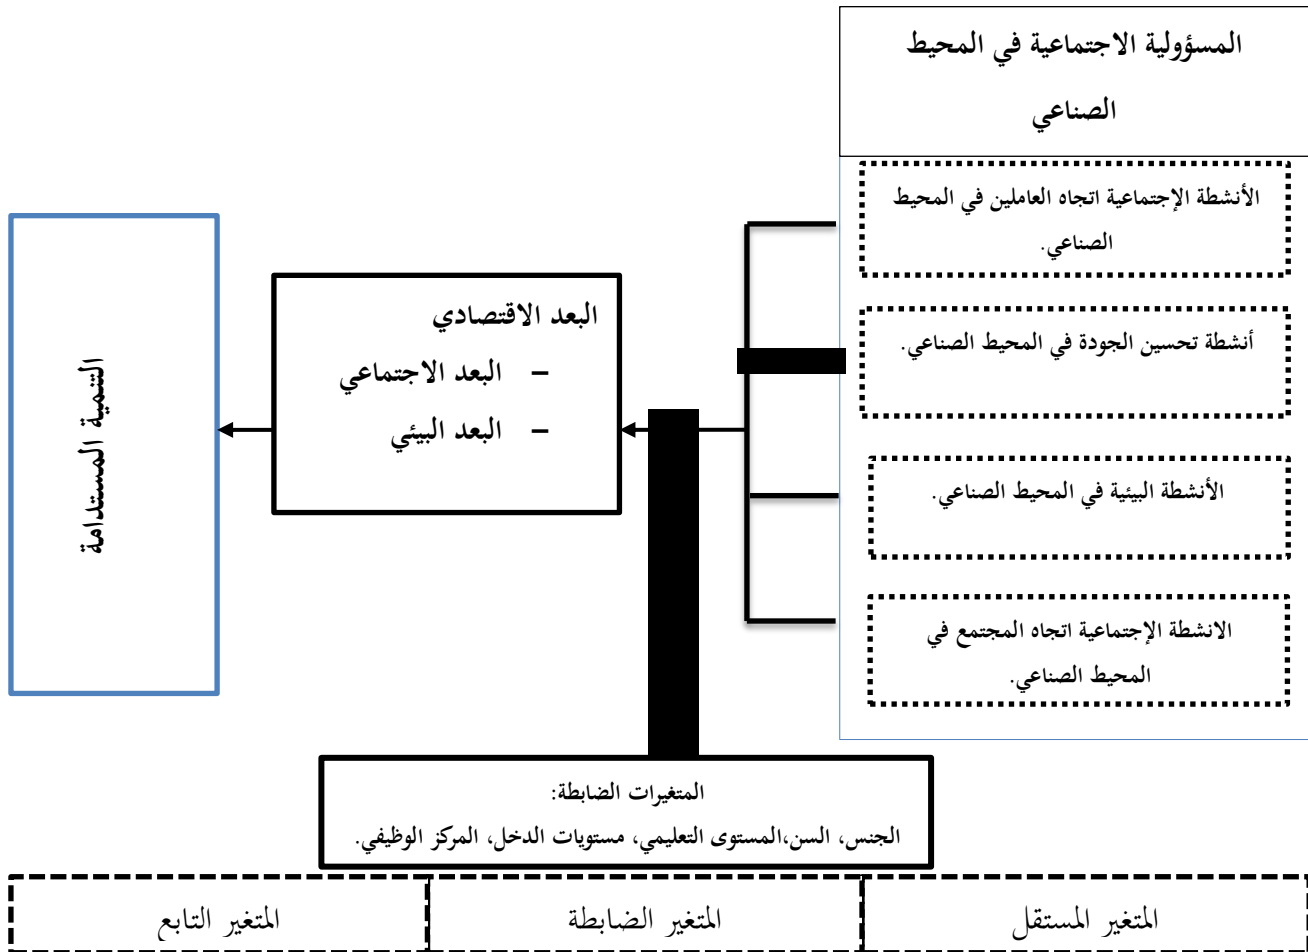 المسؤولية الاجتماعية في المحيط
الصناعي
الأنشطة الإجتماعية اتجاه العاملين في المحيط
الصناعي.
أنشطة تحسين الجودة في المحيط الصناعي.
الأنشطة البيئية في المحيط الصناعي.
الانشطة الإجتماعية اتجاه المجتمع في
المحيط الصناعي.
البعد الاقتصادي
– البعد الاجتماعي
– البعد البيئي
التنمية المستدامة
المتغيرات الضابطة:
الجنس، السن،المستوى التعليمي، مستويات الدخل، المركز الوظيفي.
المتغير المستقل
المتغير الضابطة
المتغير التابع